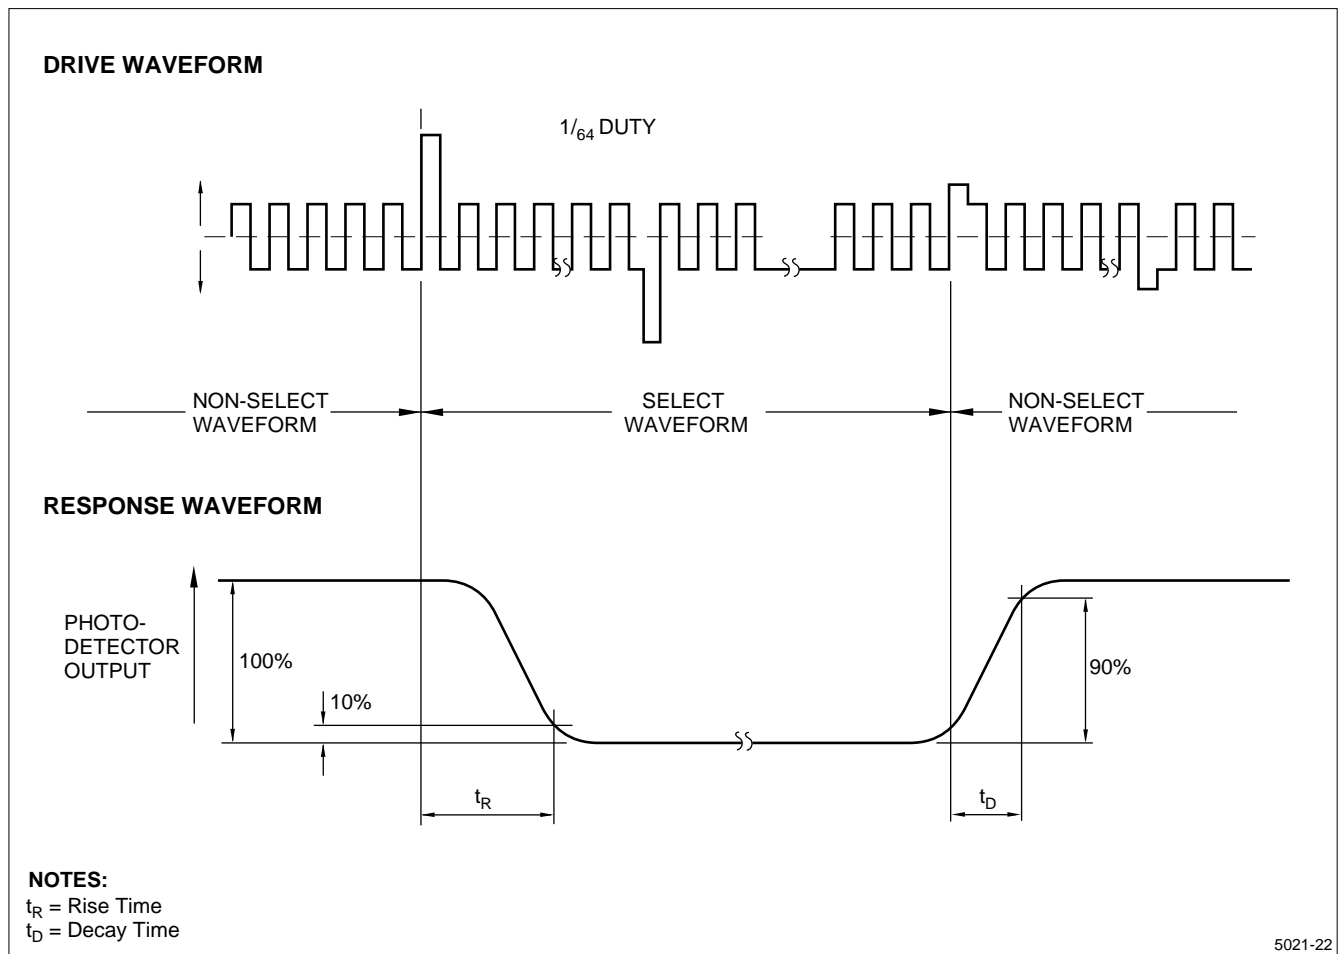 DRIVE WAVEFORM
1/64 DUTY
NON-SELECT
WAVEFORM
SELECT
WAVEFORM
NON-SELECT
WAVEFORM
RESPONSE WAVEFORM
PHOTO-
DETECTOR
OUTPUT
100%
10%
90%
tR
tD
NOTES:
tR = Rise Time
tD = Decay Time
5021-22